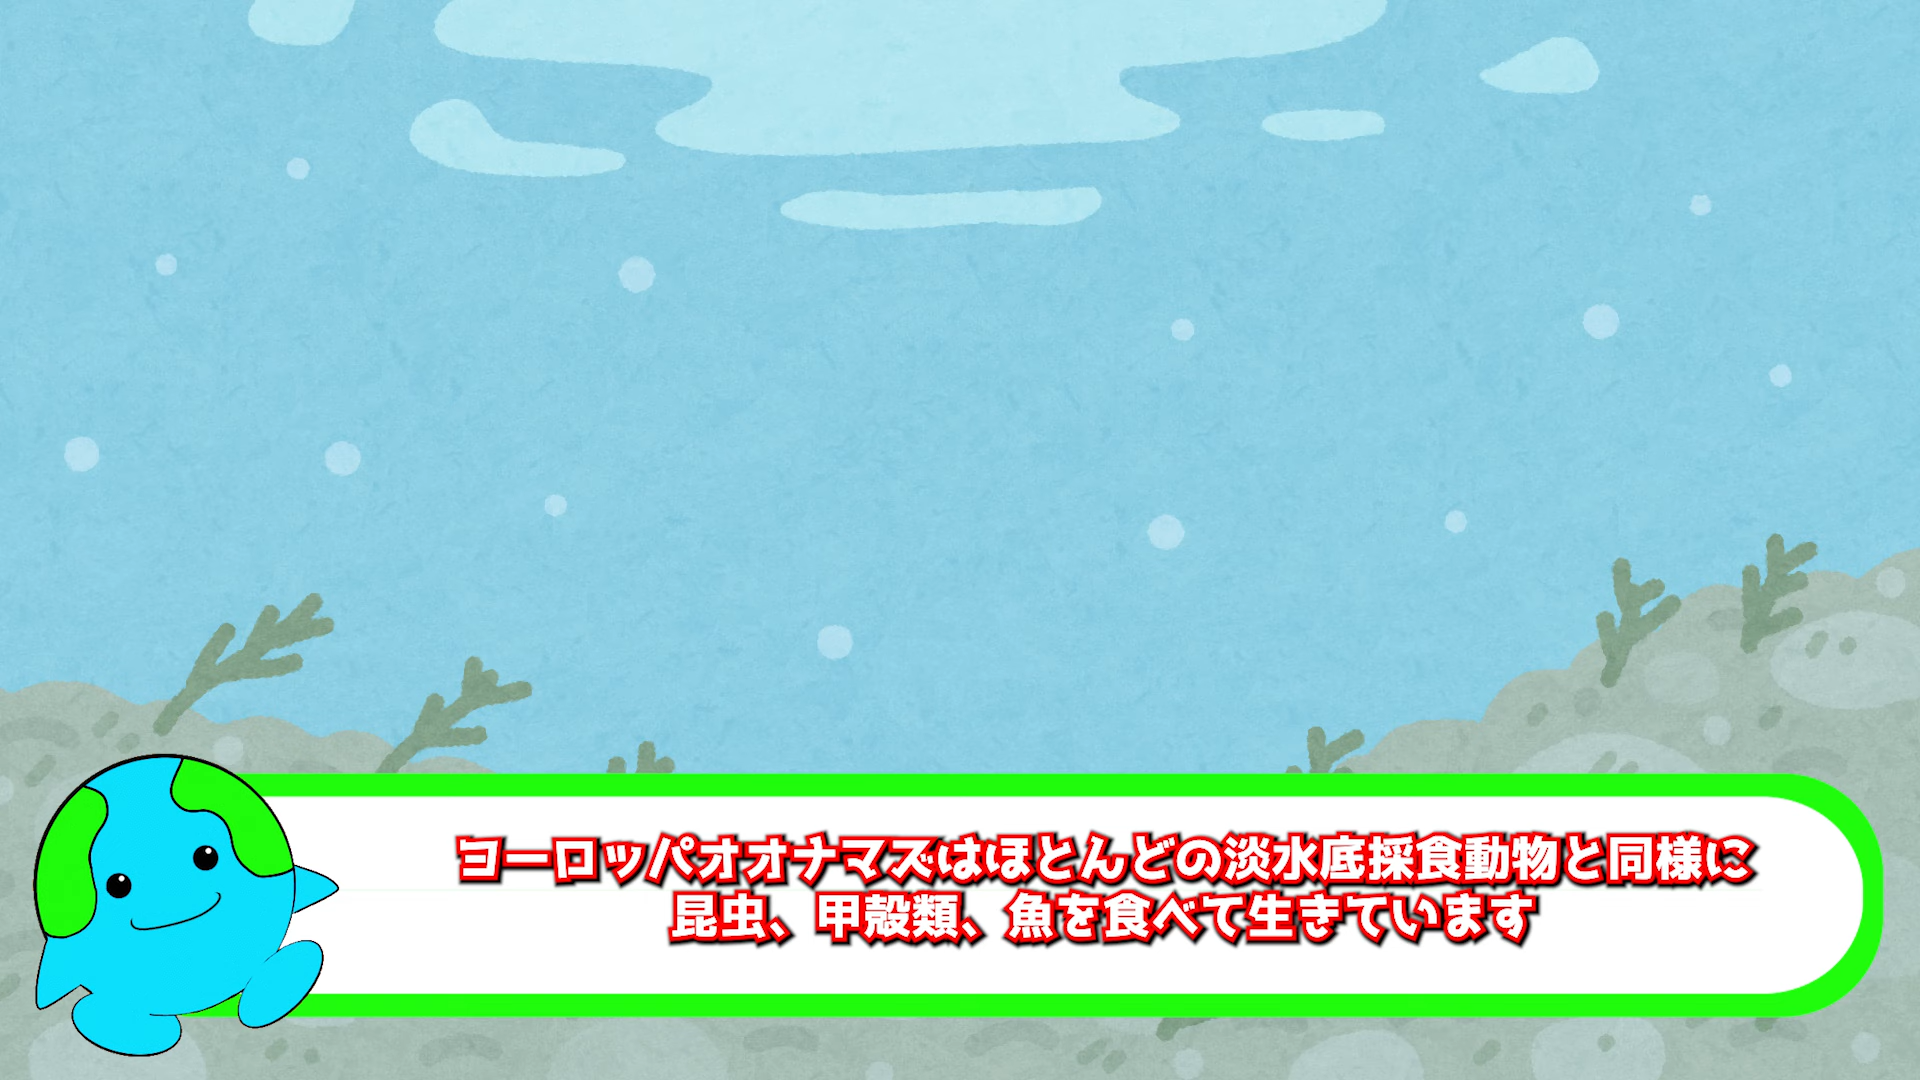 ヨーロッパオオナマズはほとんどの淡水底採食動物と同様に
昆虫、甲殻類、魚を食べて生きています